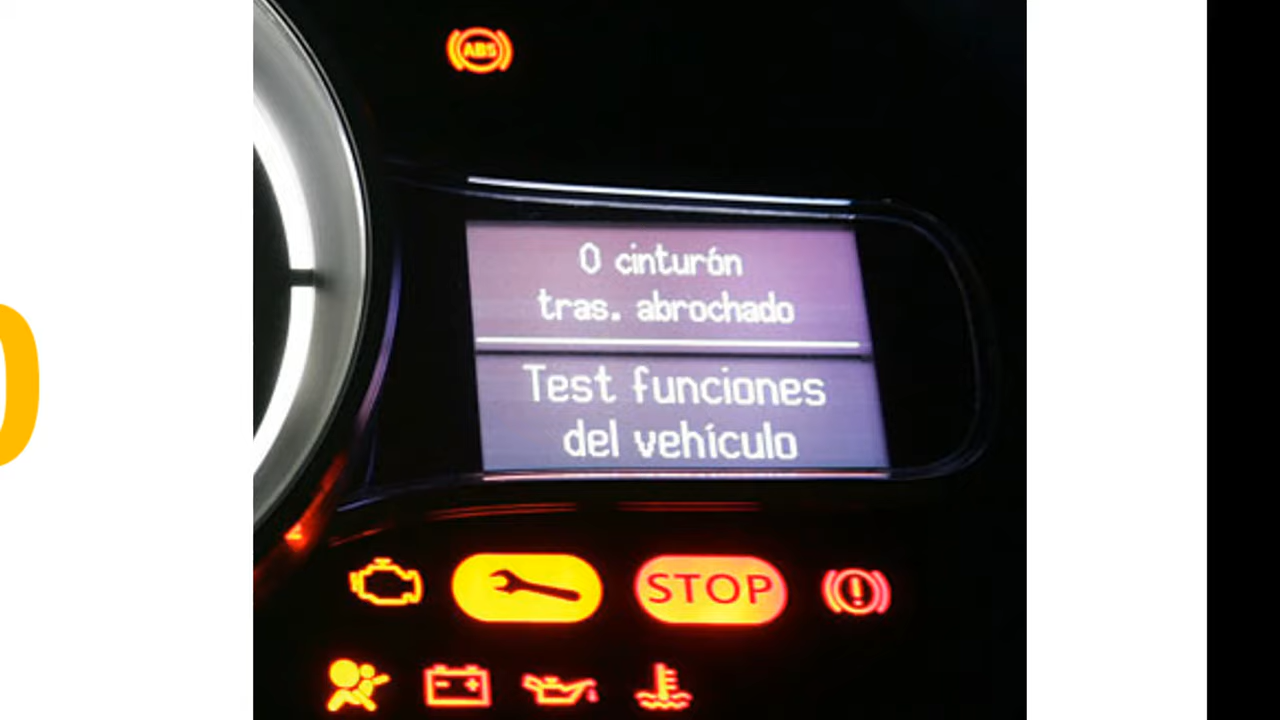 ABS
0 cinturón
tras. abrochado
Test funciones
del vehículo
STOP